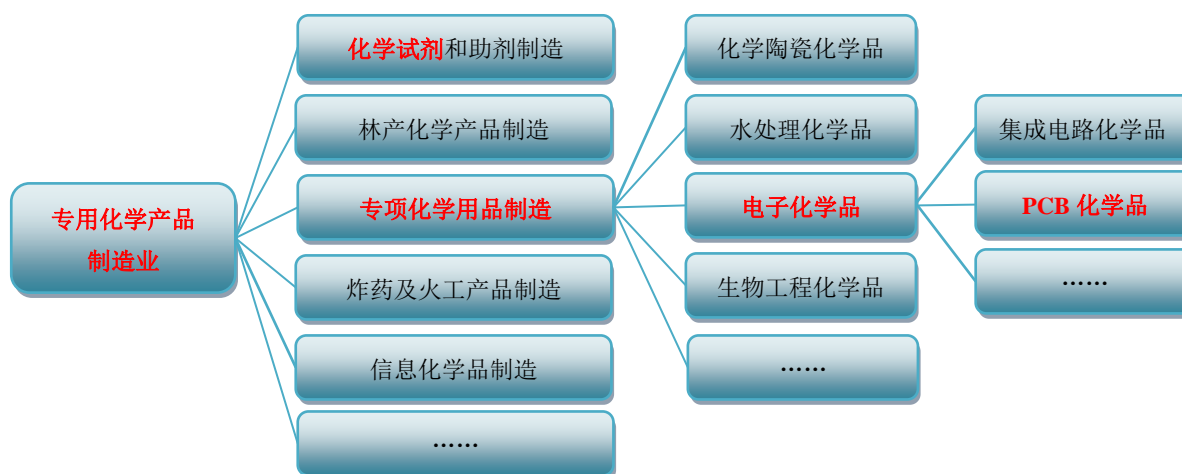 专用化学产品
制造业
化学试剂和助剂制造
林产化学产品制造
专项化学用品制造
炸药及火工产品制造
信息化学品制造
……
化学陶瓷化学品
水处理化学品
电子化学品
生物工程化学品
……
集成电路化学品
PCB 化学品
……